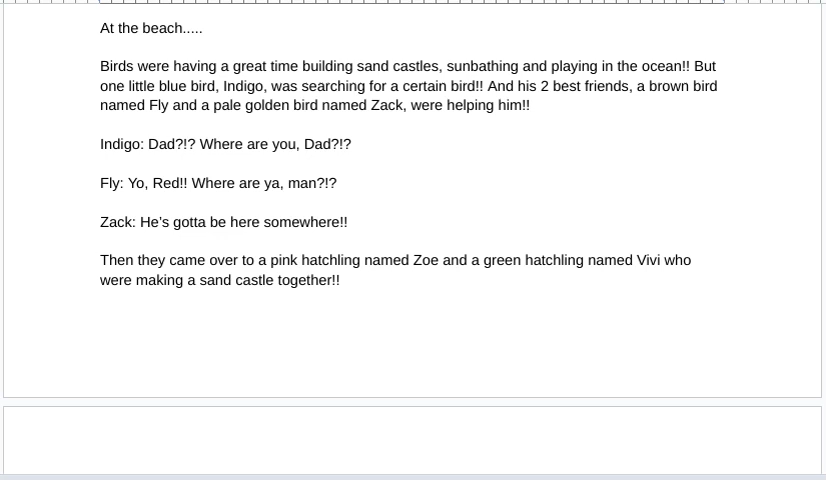 At the beach.....
Birds were having a great time building sand castles, sunbathing and playing in the ocean!! But
one little blue bird, Indigo, was searching for a certain bird!! And his 2 best friends, a brown bird
named Fly and a pale golden bird named Zack, were helping him!!
Indigo: Dad?!? Where are you, Dad?!?
Fly: Yo, Red!! Where are ya, man?!?
Zack: He’s gotta be here somewhere!!
Then they came over to a pink hatchling named Zoe and a green hatchling named Vivi who
were making a sand castle together!!